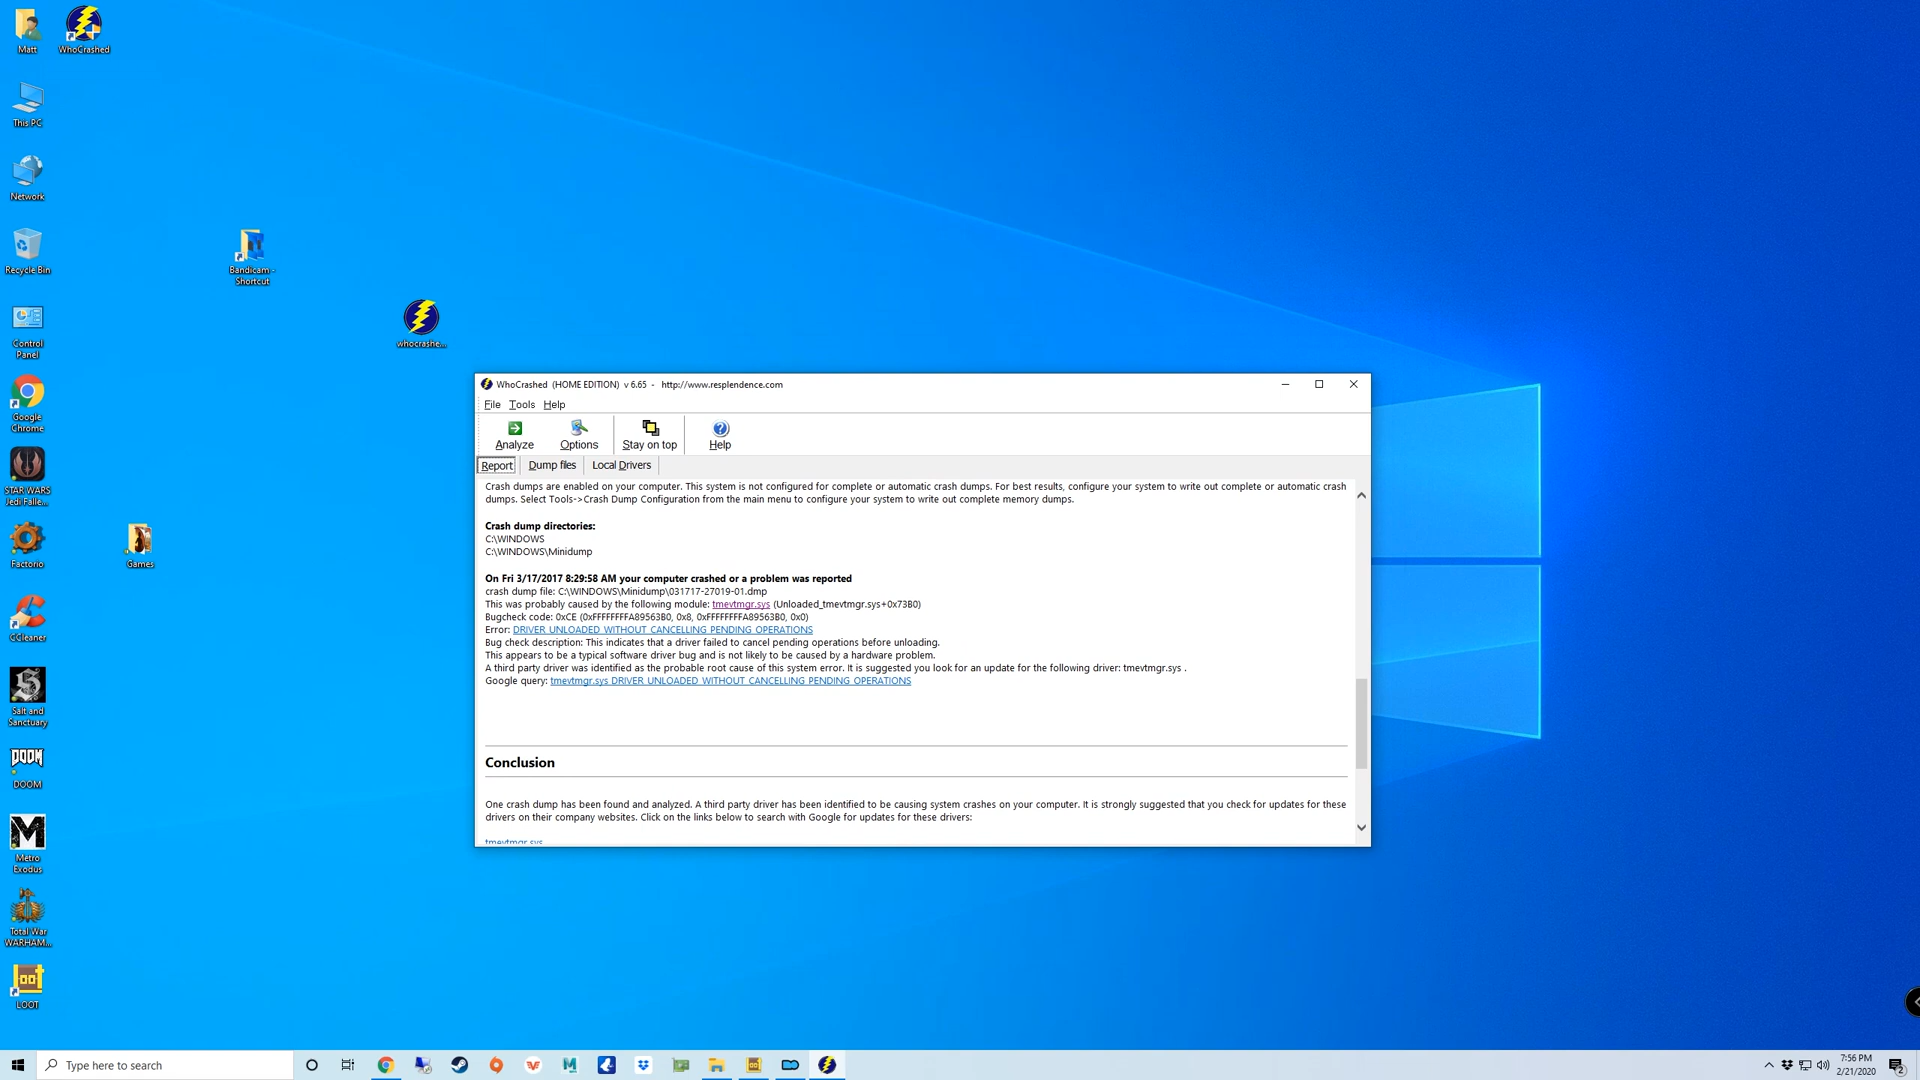 Matt
WhoCrashed
This PC
Network
Recycle Bin
Bandicam -
Shortcut
whocrashe...
Control
Panel
Google
Chrome
STAR WARS
Jedi Falle...
Factorio
Games
CCleaner
Salt and
Sanctuary
DOOM
DOOM
Metro
Exodus
Total War
WARHAM...
LOOT
WhoCrashed (HOME EDITION) v 6.65 - http://www.resplendence.com
File Tools Help
Analyze Options Stay on top Help
Report Dump files Local Drivers
Crash dumps are enabled on your computer. This system is not configured for complete or automatic crash dumps. For best results, configure your system to write out complete or automatic crash
dumps. Select Tools->Crash Dump Configuration from the main menu to configure your system to write out complete memory dumps.
Crash dump directories:
C:\WINDOWS
C:\WINDOWS\Minidump
On Fri 3/17/2017 8:29:58 AM your computer crashed or a problem was reported
crash dump file: C:\WINDOWS\Minidump\031717-27019-01.dmp
This was probably caused by the following module: tmevtmgr.sys (Unloaded_tmevtmgr.sys+0x73B0)
Bugcheck code: 0xCE (0xFFFFFFFFA89563B0, 0x8, 0xFFFFFFFFA89563B0, 0x0)
Error: DRIVER_UNLOADED_WITHOUT_CANCELLING_PENDING_OPERATIONS
Bug check description: This indicates that a driver failed to cancel pending operations before unloading.
This appears to be a typical software driver bug and is not likely to be caused by a hardware problem.
A third party driver was identified as the probable root cause of this system error. It is suggested you look for an update for the following driver: tmevtmgr.sys .
Google query: tmevtmgr.sys DRIVER_UNLOADED_WITHOUT_CANCELLING_PENDING_OPERATIONS
Conclusion
One crash dump has been found and analyzed. A third party driver has been identified to be causing system crashes on your computer. It is strongly suggested that you check for updates for these
drivers on their company websites. Click on the links below to search with Google for updates for these drivers:
tmevtmgr.sys
Type here to search
7:56 PM
2/21/2020
2